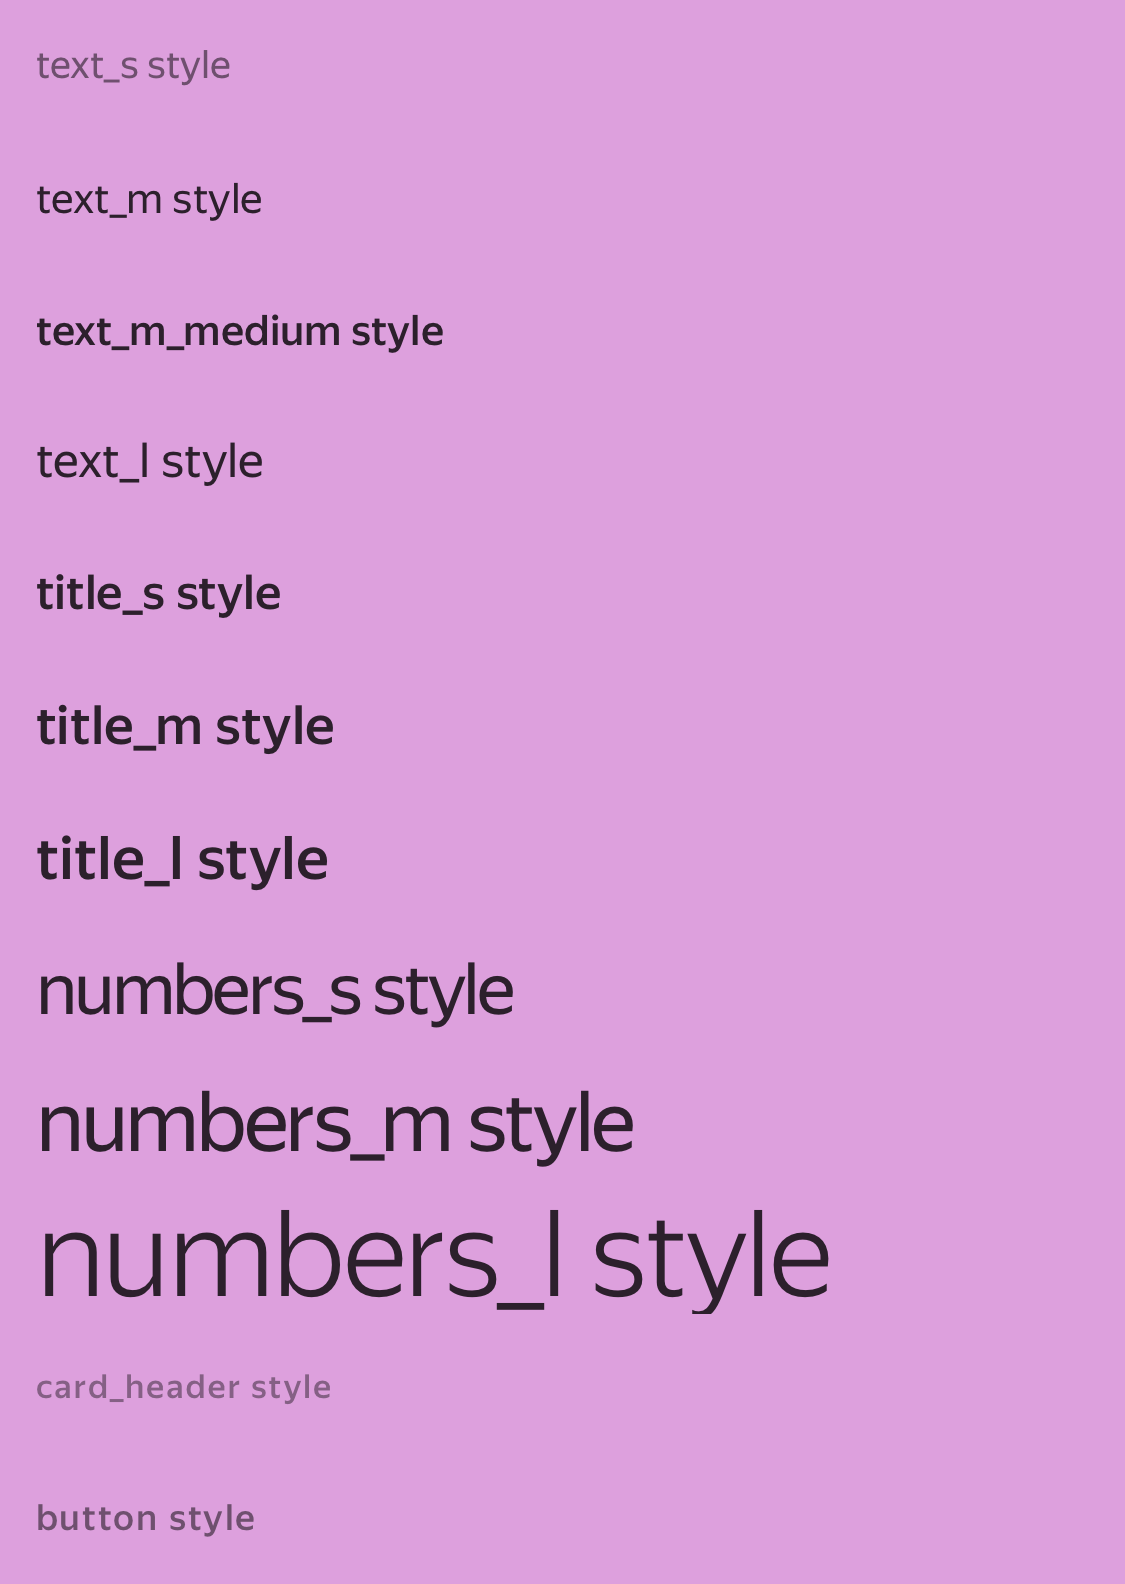 text_s style
text_m style
text_m_medium style
text_l style
title_s style
title_m style
title_l style
numbers_s style
numbers_m style
numbers_l style
card_header style
button style